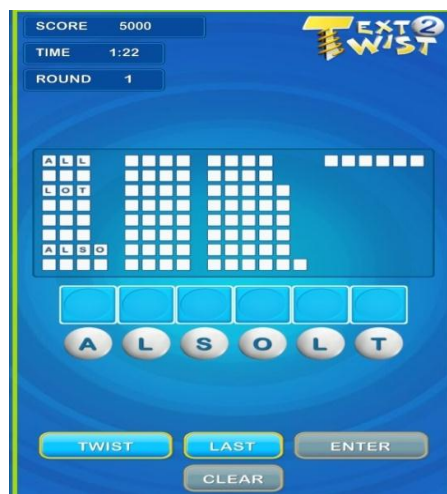 SCORE 5000
TEXT 2
TWIST
TIME 1:22
ROUND 1
ALL
LOT
ALSO
A L S O L T
TWIST LAST ENTER
CLEAR